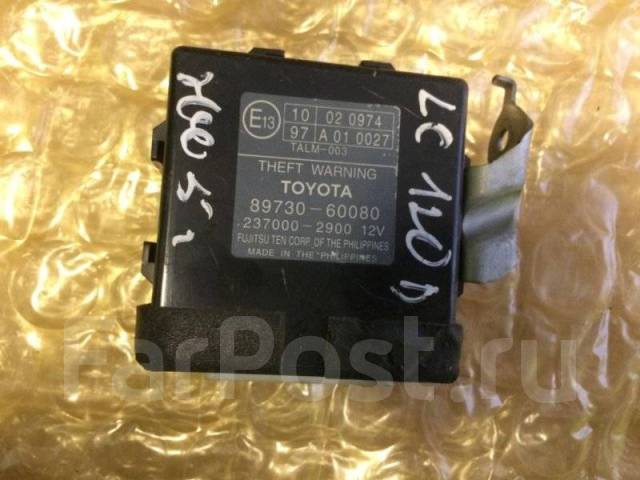 E13
10 02 0974
97 A 01 0027
TALM-003
THEFT WARNING
TOYOTA
89730-60080
237000-2900 12V
FUJITSU TEN CORP. OF THE PHILIPPINES
MADE IN THE PHILIPPINES
LC 120 D
FarPost.ru